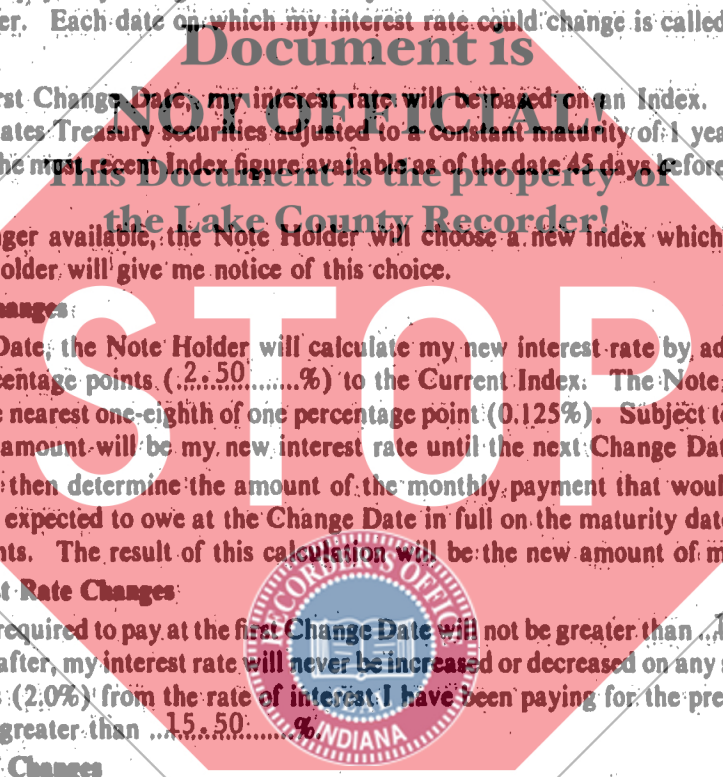 er. Each date on which my interest rate could change is called
Document is
rst Change Date, my interest rate will be based on an Index.
NOT OFFICIAL!
ates Treasury securities adjusted to a constant maturity of 1 yea
he most recent Index figure available as of the date 45 days before
This Document is the property of
the Lake County Recorder!
nger available, the Note Holder will choose a new index which
older will give me notice of this choice.
STOP
hanges
Date, the Note Holder will calculate my new interest rate by ad
centage points (..2.50.......%) to the Current Index. The Note
e nearest one-eighth of one percentage point (0.125%). Subject t
amount will be my new interest rate until the next Change Dat
then determine the amount of the monthly payment that woul
expected to owe at the Change Date in full on the maturity dat
nts. The result of this calculation will be the new amount of m
t Rate Changes
required to pay at the first Change Date will not be greater than ..1
after, my interest rate will never be increased or decreased on any s
s (2.0%) from the rate of interest I have been paying for the pre
greater than ...15.50.......%.
RECORDER'S OFFICE
INDIANA
Changes